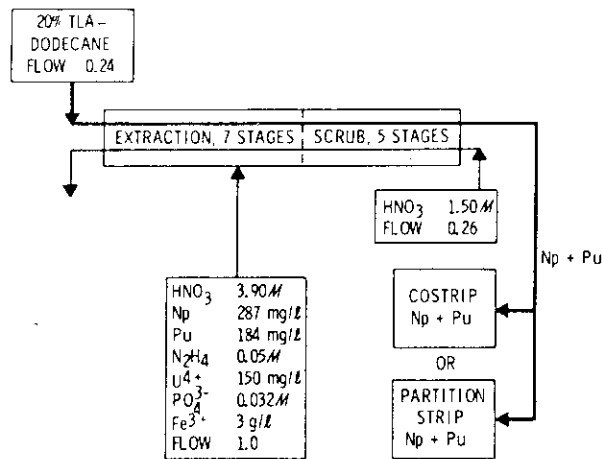 20% TLA-
DODECANE
FLOW 0.24
EXTRACTION, 7 STAGES
SCRUB, 5 STAGES
HNO3 1.50M
FLOW 0.26
Np + Pu
HNO3 3.90M
Np 287 mg/ℓ
Pu 184 mg/ℓ
N2H4 0.05M
U4+ 150 mg/ℓ
PO4 3- 0.032M
Fe3+ 3 g/ℓ
FLOW 1.0
COSTRIP
Np + Pu
OR
PARTITION
STRIP
Np + Pu